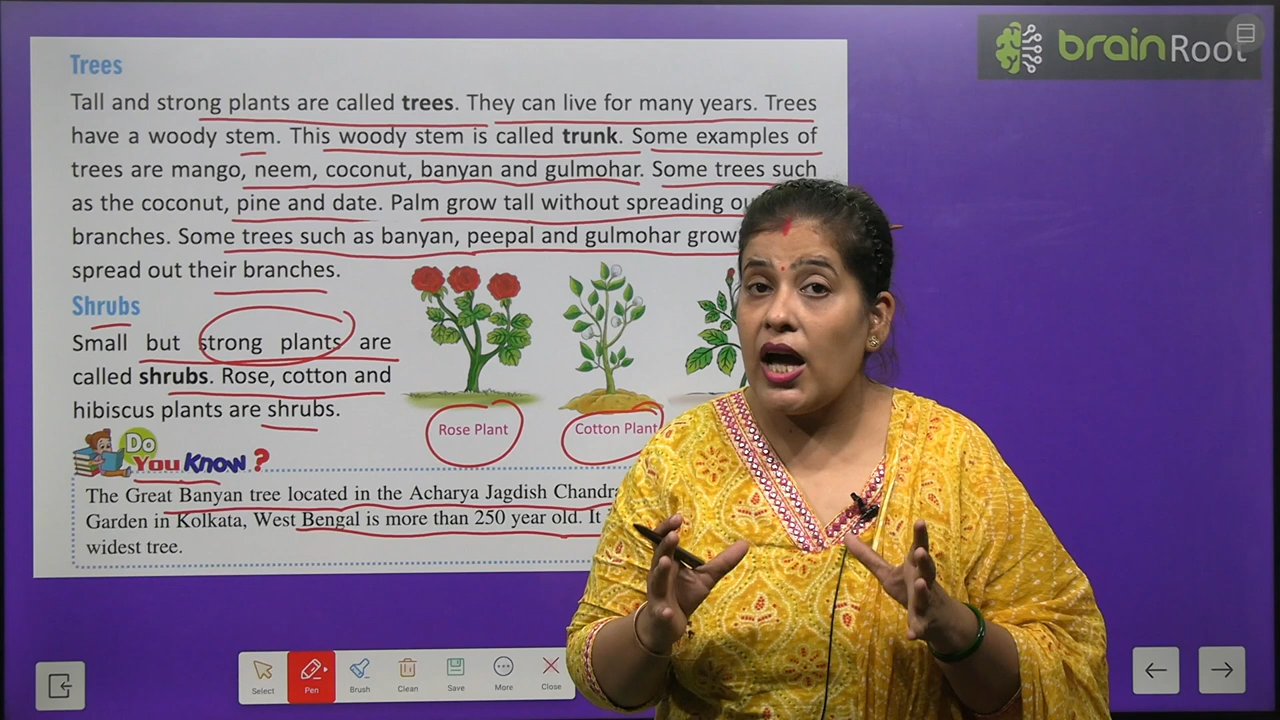 brainRoot
Trees
Tall and strong plants are called trees. They can live for many years. Trees
have a woody stem. This woody stem is called trunk. Some examples of
trees are mango, neem, coconut, banyan and gulmohar. Some trees such
as the coconut, pine and date. Palm grow tall without spreading
branches. Some trees such as banyan, peepal and gulmohar grow
spread out their branches.
Shrubs
Small but strong plants are
called shrubs. Rose, cotton and
hibiscus plants are shrubs.
Rose Plant
Cotton Plant
Do
You Know?
The Great Banyan tree located in the Acharya Jagdish
Garden in Kolkata, West Bengal is more than 250 year old. It
widest tree.
Select
Pen
Brush
Clean
Save
More
Close